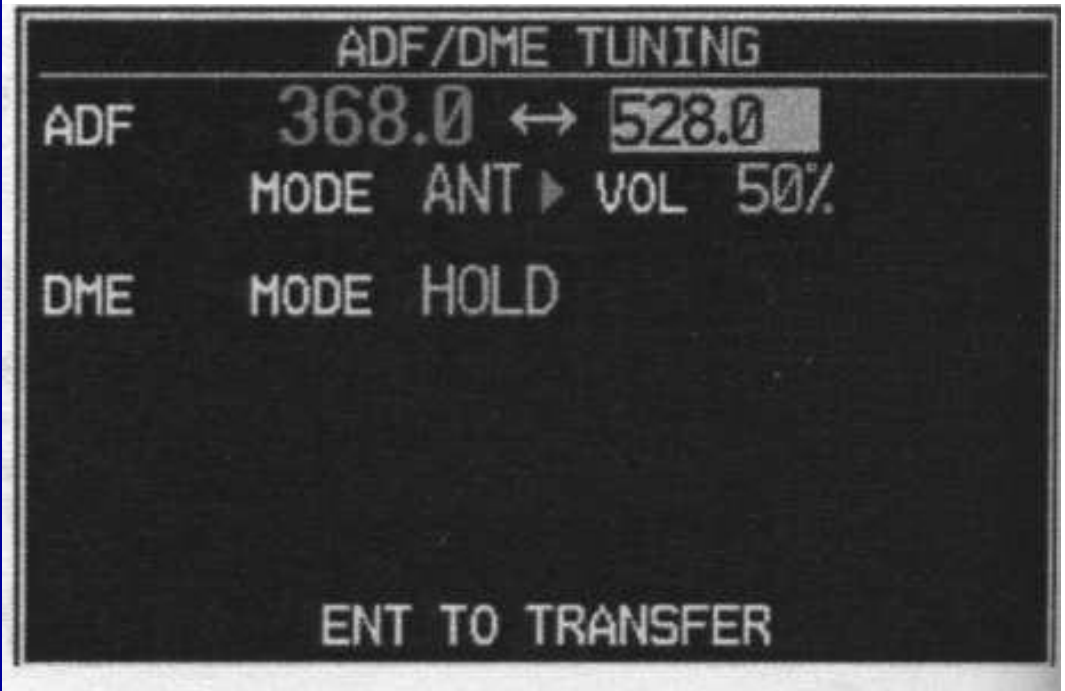 ADF/DME TUNING
ADF 368.0 ↔ 528.0
MODE ANT ▶ VOL 50%
DME MODE HOLD
ENT TO TRANSFER